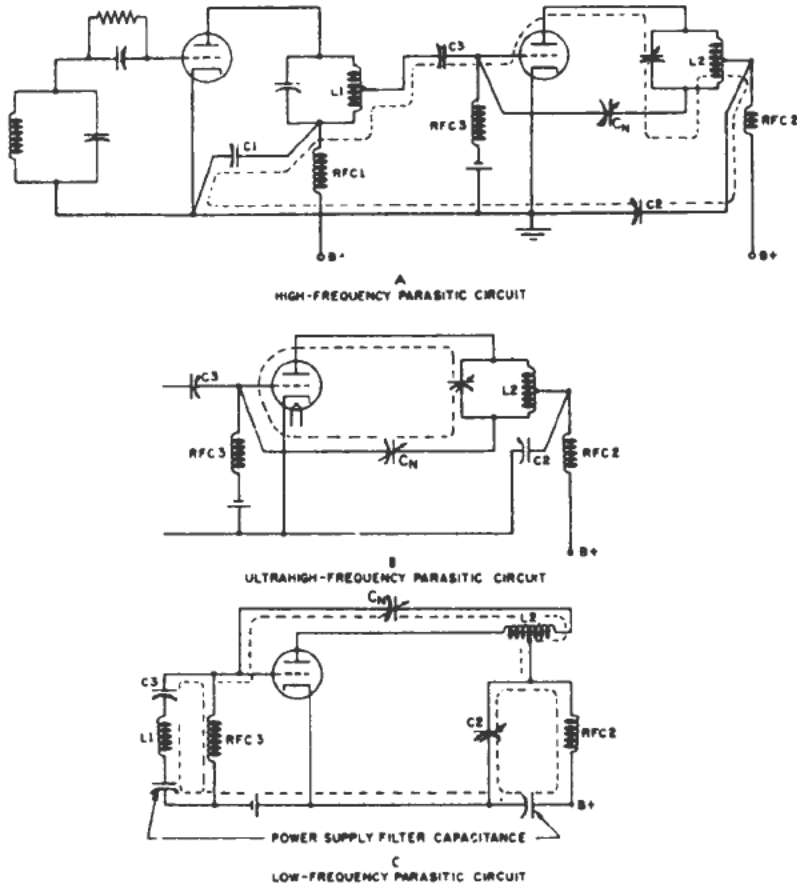 C3
L1
L2
C1
RFC3
CN
RFC2
RFC1
C2
B+
B+
A
HIGH-FREQUENCY PARASITIC CIRCUIT
C3
L2
RFC3
CN
C2
RFC2
B+
B
ULTRAHIGH-FREQUENCY PARASITIC CIRCUIT
CN
L2
C3
C2
L1
RFC3
RFC2
B+
POWER SUPPLY FILTER CAPACITANCE
C
LOW-FREQUENCY PARASITIC CIRCUIT